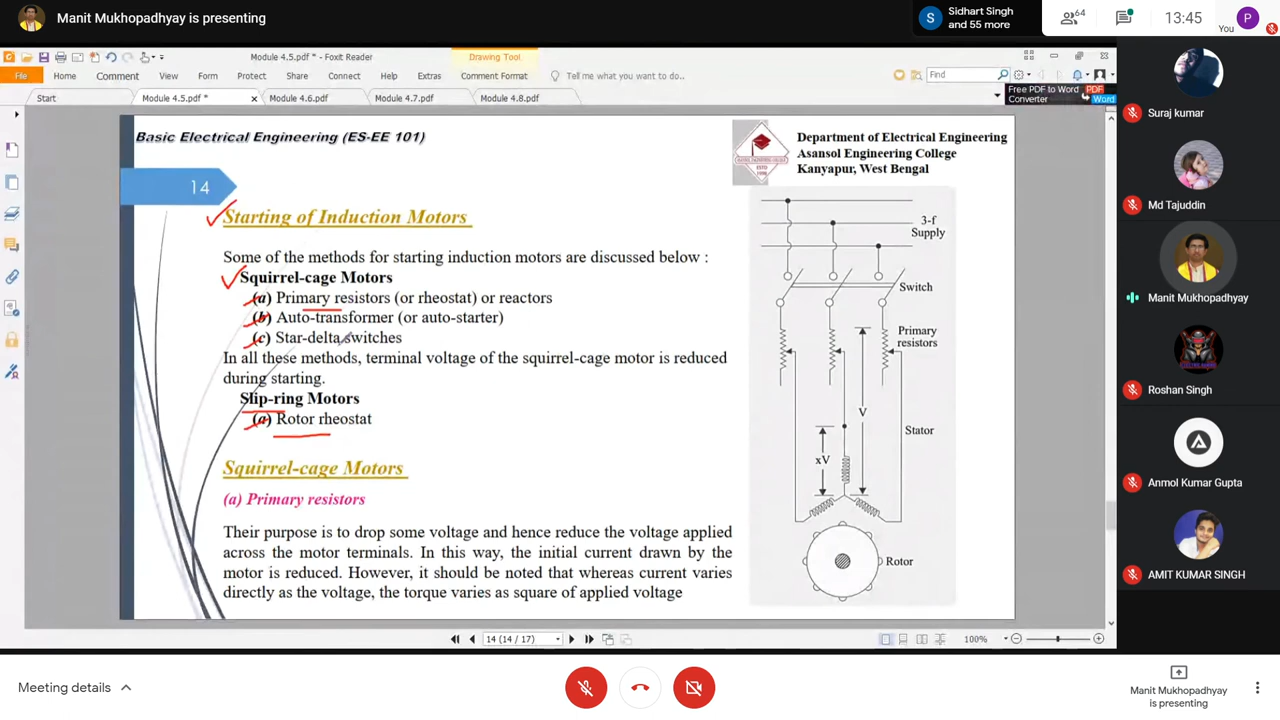 Manit Mukhopadhyay is presenting
S
Sidhart Singh
and 55 more
64
13:45
You
P
Module 4.5.pdf * - Foxit Reader
Drawing Tool
File
Home
Comment
View
Form
Protect
Share
Connect
Help
Extras
Comment Format
Tell me what you want to do..
Find
Start
Module 4.5.pdf *
Module 4.6.pdf
Module 4.7.pdf
Module 4.8.pdf
Free PDF to Word
Converter
PDF
Word
Basic Electrical Engineering (ES-EE 101)
Department of Electrical Engineering
Asansol Engineering College
Kanyapur, West Bengal
14
Starting of Induction Motors
Some of the methods for starting induction motors are discussed below :
Squirrel-cage Motors
(a) Primary resistors (or rheostat) or reactors
(b) Auto-transformer (or auto-starter)
(c) Star-delta switches
In all these methods, terminal voltage of the squirrel-cage motor is reduced
during starting.
Slip-ring Motors
(a) Rotor rheostat
Squirrel-cage Motors
(a) Primary resistors
Their purpose is to drop some voltage and hence reduce the voltage applied
across the motor terminals. In this way, the initial current drawn by the
motor is reduced. However, it should be noted that whereas current varies
directly as the voltage, the torque varies as square of applied voltage
3-f
Supply
Switch
Primary
resistors
V
Stator
xV
Rotor
14 (14 / 17)
100%
Suraj kumar
Md Tajuddin
Manit Mukhopadhyay
Roshan Singh
Anmol Kumar Gupta
AMIT KUMAR SINGH
Meeting details
Manit Mukhopadhyay
is presenting